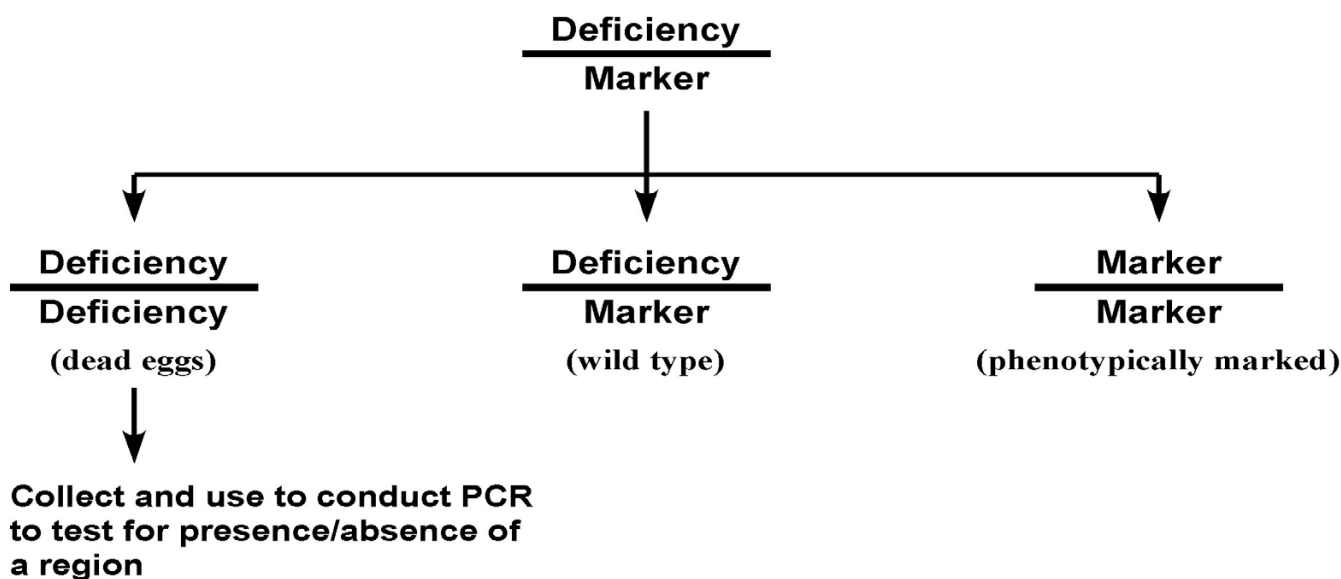 Deficiency
Marker
Deficiency
Deficiency
(dead eggs)
Deficiency
Marker
(wild type)
Marker
Marker
(phenotypically marked)
Collect and use to conduct PCR
to test for presence/absence of
a region